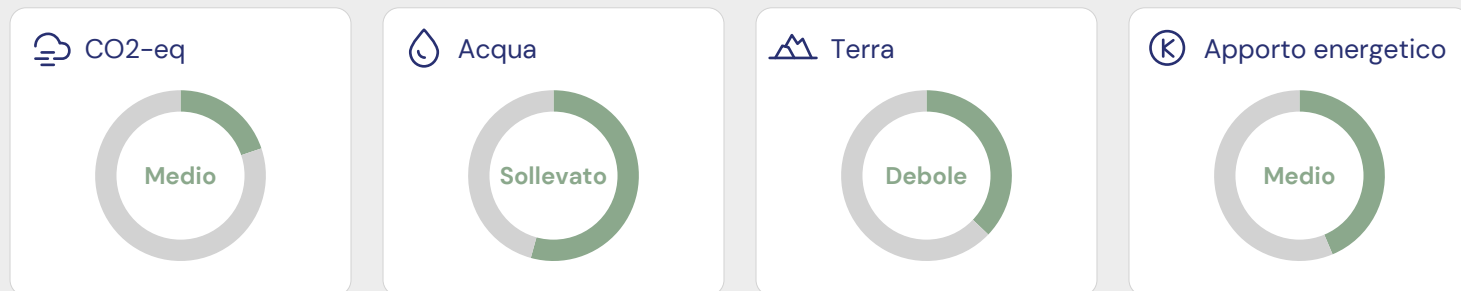 CO2-eq
Medio
Acqua
Sollevato
Terra
Debole
Apporto energetico
Medio